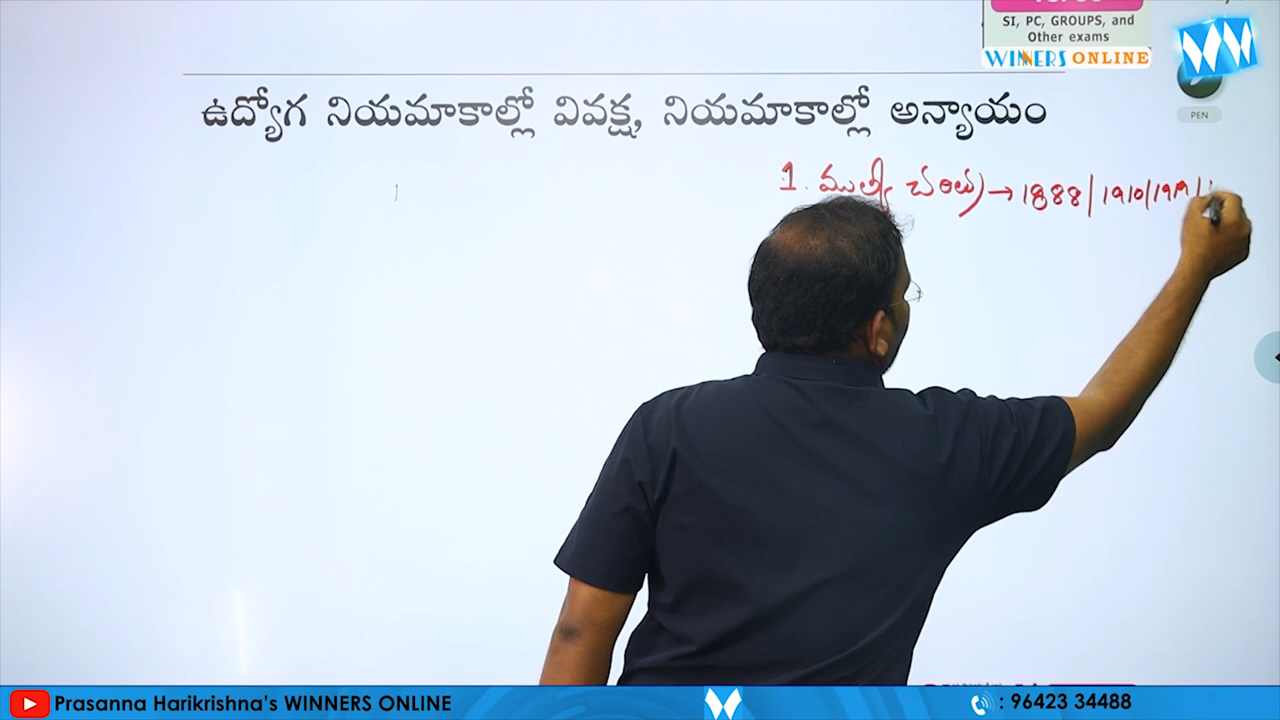 SI, PC, GROUPS, and
Other exams
WINNERS ONLINE
PEN
ఉద్యోగ నియమాకాల్లో వివక్ష, నియమాకాల్లో అన్యాయం
1. ముల్కీ చరిత్ర → 1888 / 1910 / 1919 /
Prasanna Harikrishna's WINNERS ONLINE
: 96423 34488